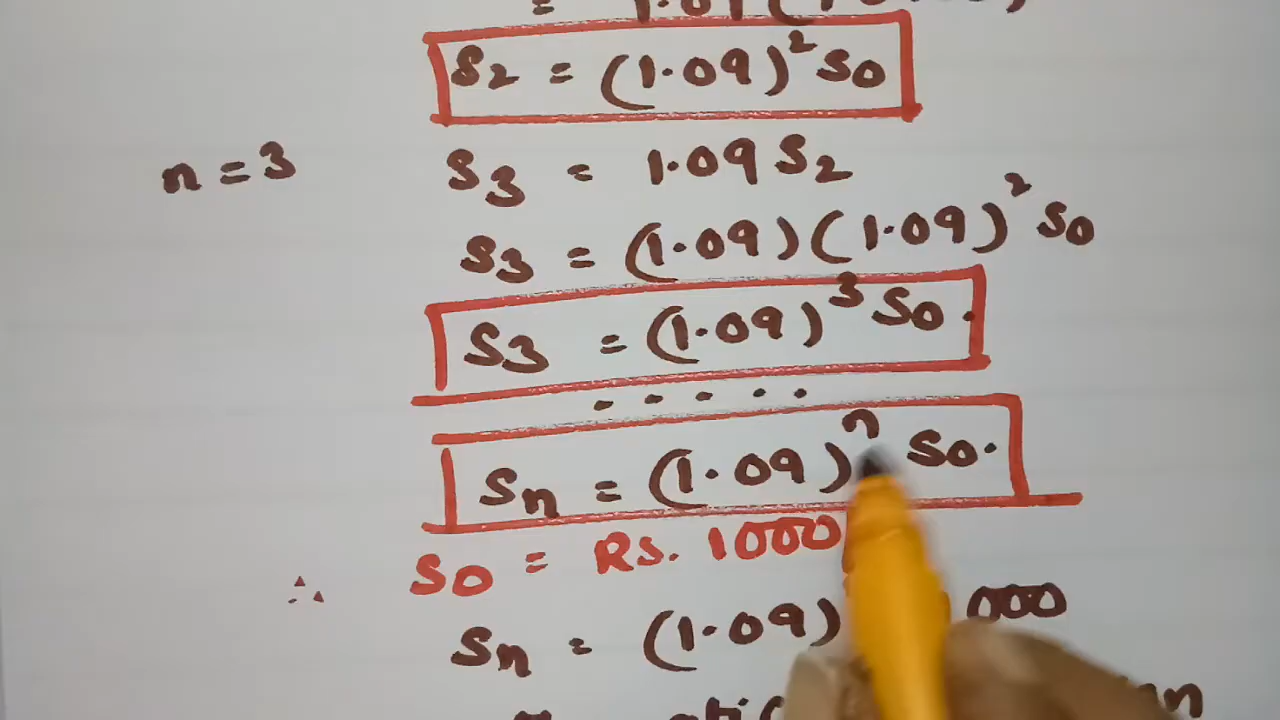 S2 = (1.09)² S0
n = 3 S3 = 1.09 S2
S3 = (1.09)(1.09)² S0
S3 = (1.09)³ S0.
.....
Sn = (1.09)ⁿ S0.
∴ S0 = Rs. 1000
Sn = (1.09) 000